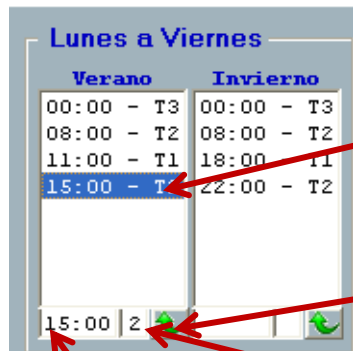 Lunes a Viernes
Verano Invierno
00:00 - T3 00:00 - T3
08:00 - T2 08:00 - T2
11:00 - T1 18:00 - T1
15:00 - 22:00 - T2
15:00 2